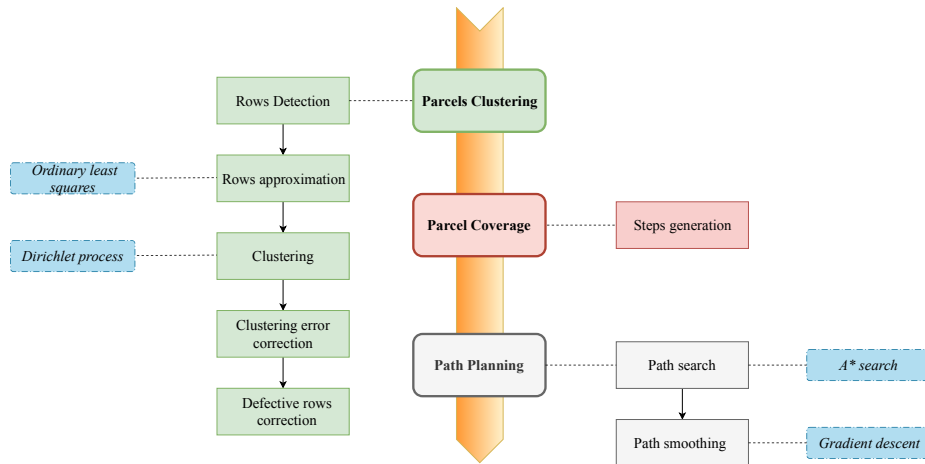 Parcels Clustering
Rows Detection
Ordinary least
squares
Rows approximation
Parcel Coverage
Steps generation
Dirichlet process
Clustering
Clustering error
correction
Path Planning
Path search
A* search
Defective rows
correction
Path smoothing
Gradient descent